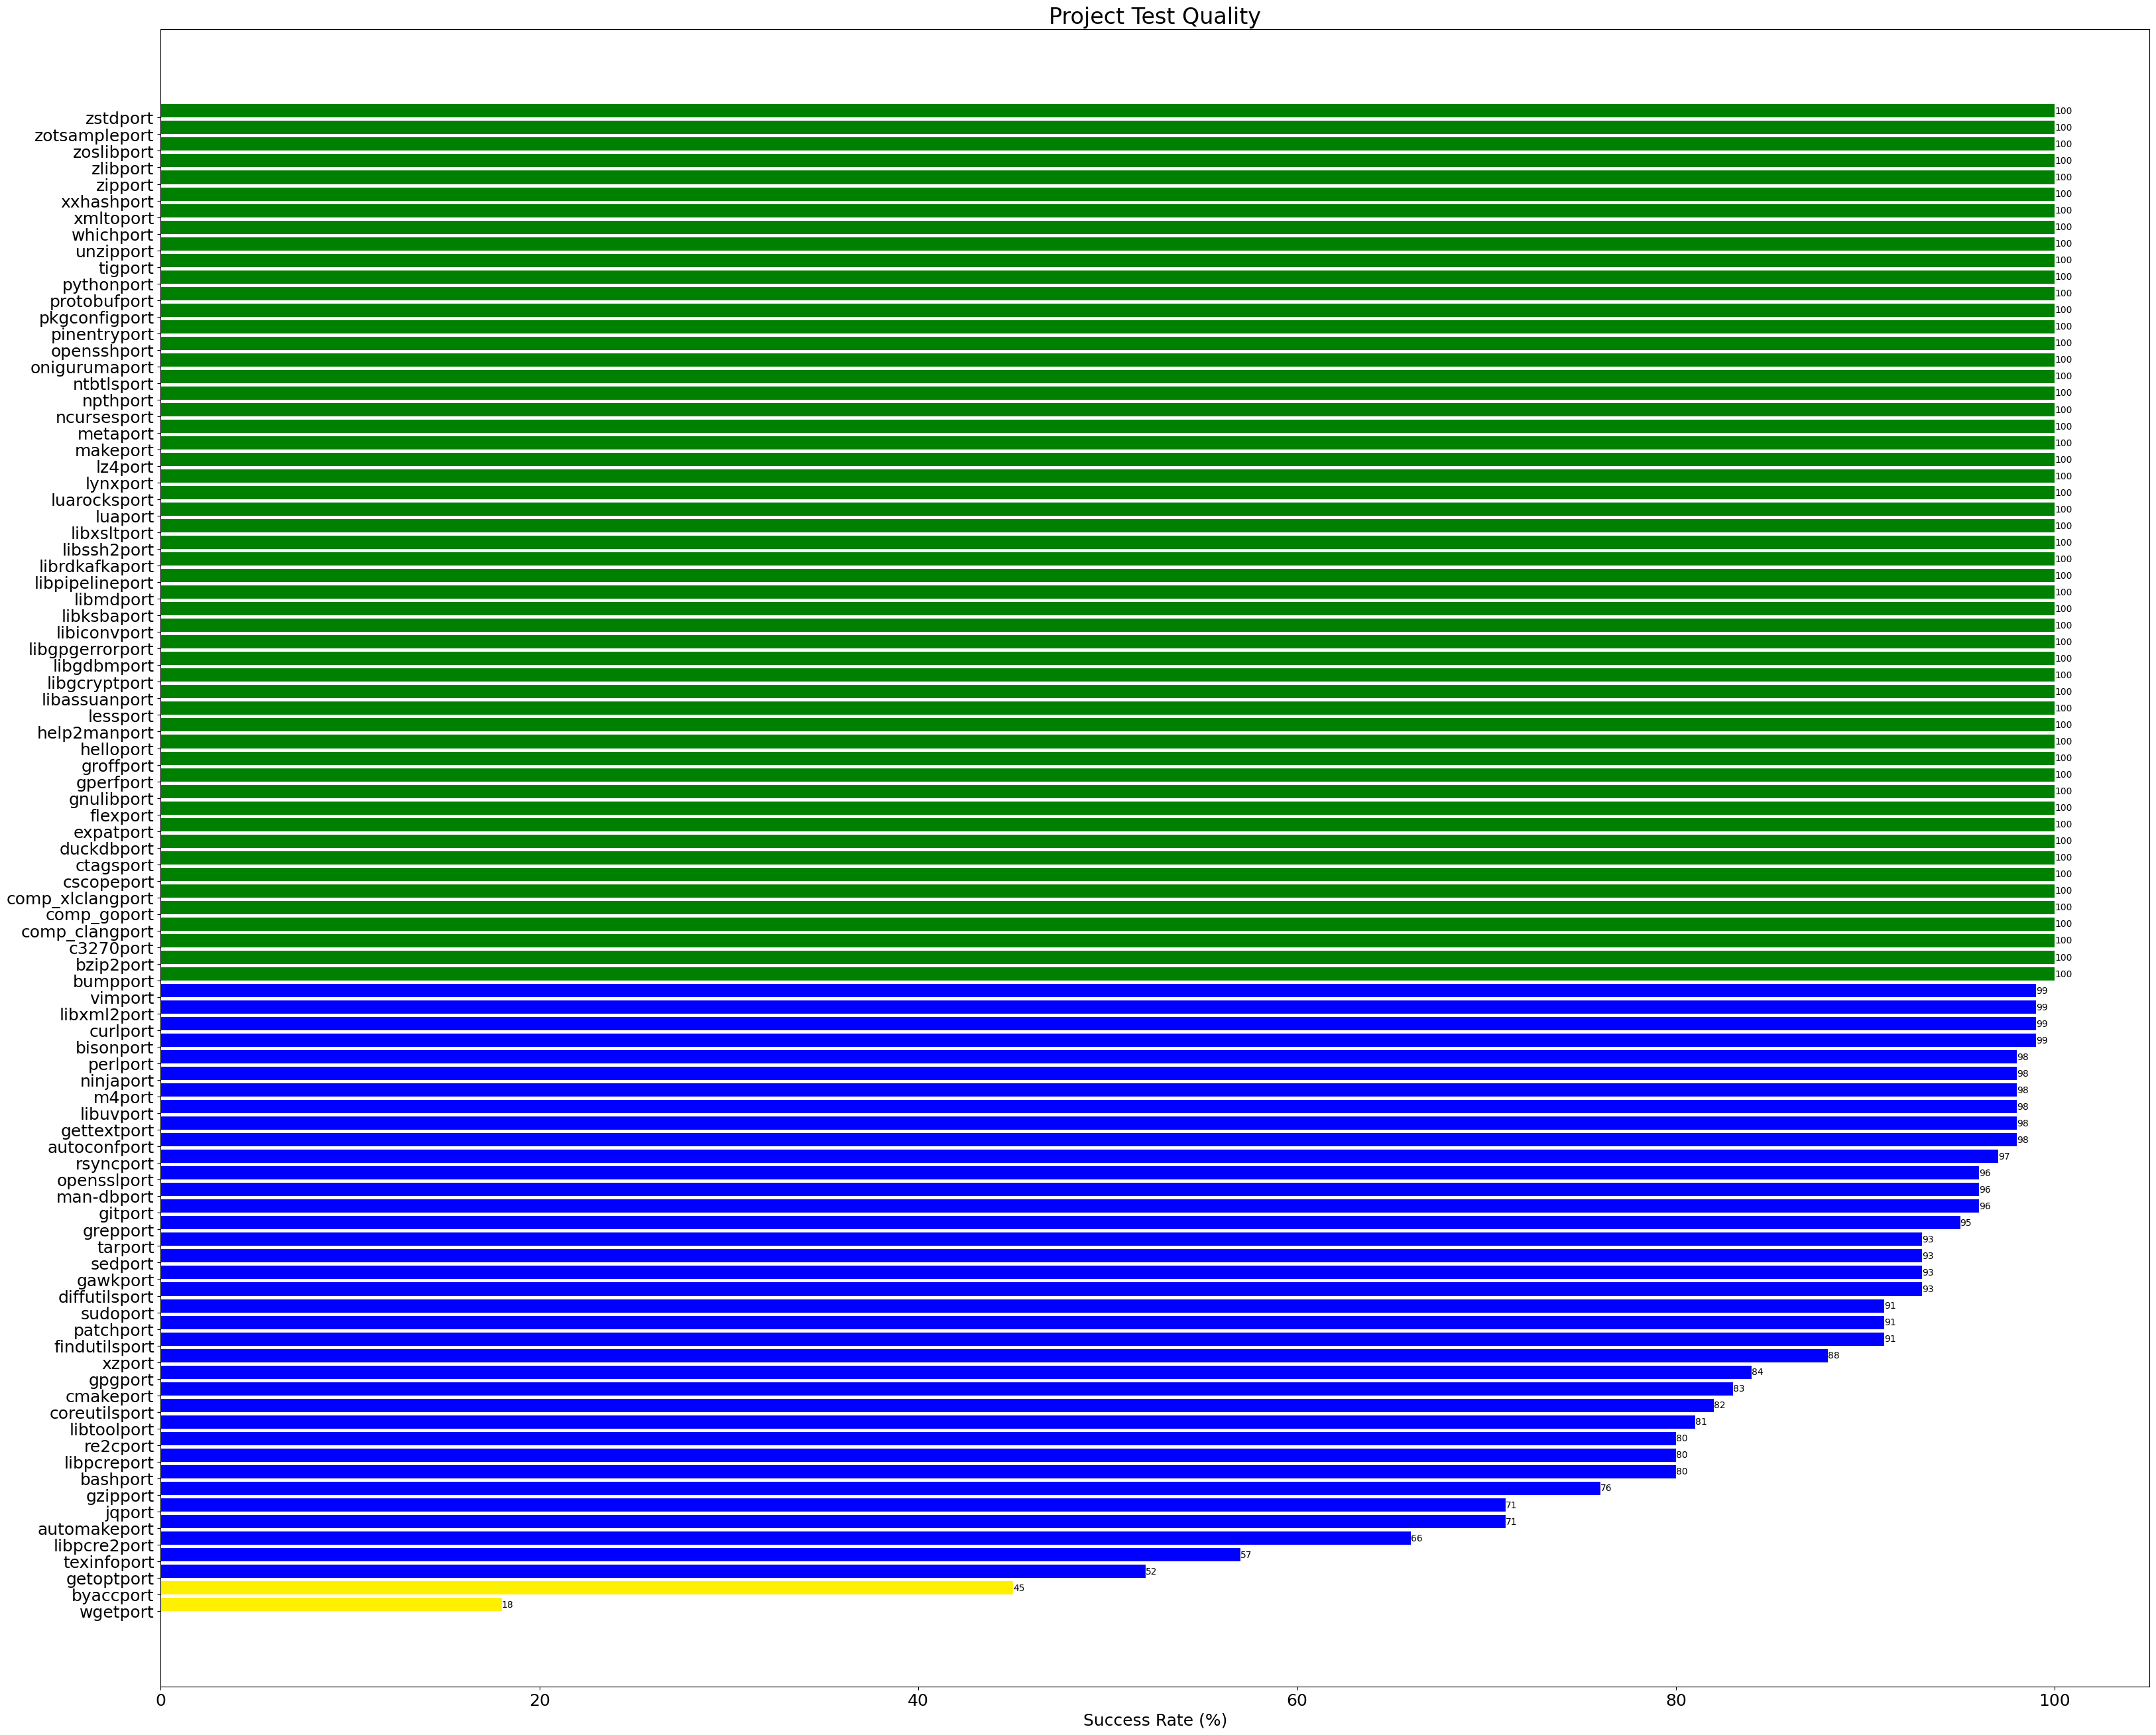 Project Test Quality
zstdport 100
zotsampleport 100
zoslibport 100
zlibport 100
zipport 100
xxhashport 100
xmltoport 100
whichport 100
unzipport 100
tigport 100
pythonport 100
protobufport 100
pkgconfigport 100
pinentryport 100
opensshport 100
onigurumaport 100
ntbtlsport 100
npthport 100
ncursesport 100
metaport 100
makeport 100
lz4port 100
lynxport 100
luarocksport 100
luaport 100
libxsltport 100
libssh2port 100
librdkafkaport 100
libpipelineport 100
libmdport 100
libksbaport 100
libiconvport 100
libgpgerrorport 100
libgdbmport 100
libgcryptport 100
libassuanport 100
lessport 100
help2manport 100
helloport 100
groffport 100
gperfport 100
gnulibport 100
flexport 100
expatport 100
duckdbport 100
ctagsport 100
cscopeport 100
comp_xlclangport 100
comp_goport 100
comp_clangport 100
c3270port 100
bzip2port 100
bumpport 100
vimport 99
libxml2port 99
curlport 99
bisonport 99
perlport 98
ninjaport 98
m4port 98
libuvport 98
gettextport 98
autoconfport 98
rsyncport 97
opensslport 96
man-dbport 96
gitport 96
grepport 95
tarport 93
sedport 93
gawkport 93
diffutilsport 93
sudoport 91
patchport 91
findutilsport 91
xzport 88
gpgport 84
cmakeport 83
coreutilsport 82
libtoolport 81
re2cport 80
libpcreport 80
bashport 80
gzipport 76
jqport 71
automakeport 71
libpcre2port 66
texinfoport 57
getoptport 52
byaccport 45
wgetport 18
0 20 40 60 80 100
Success Rate (%)